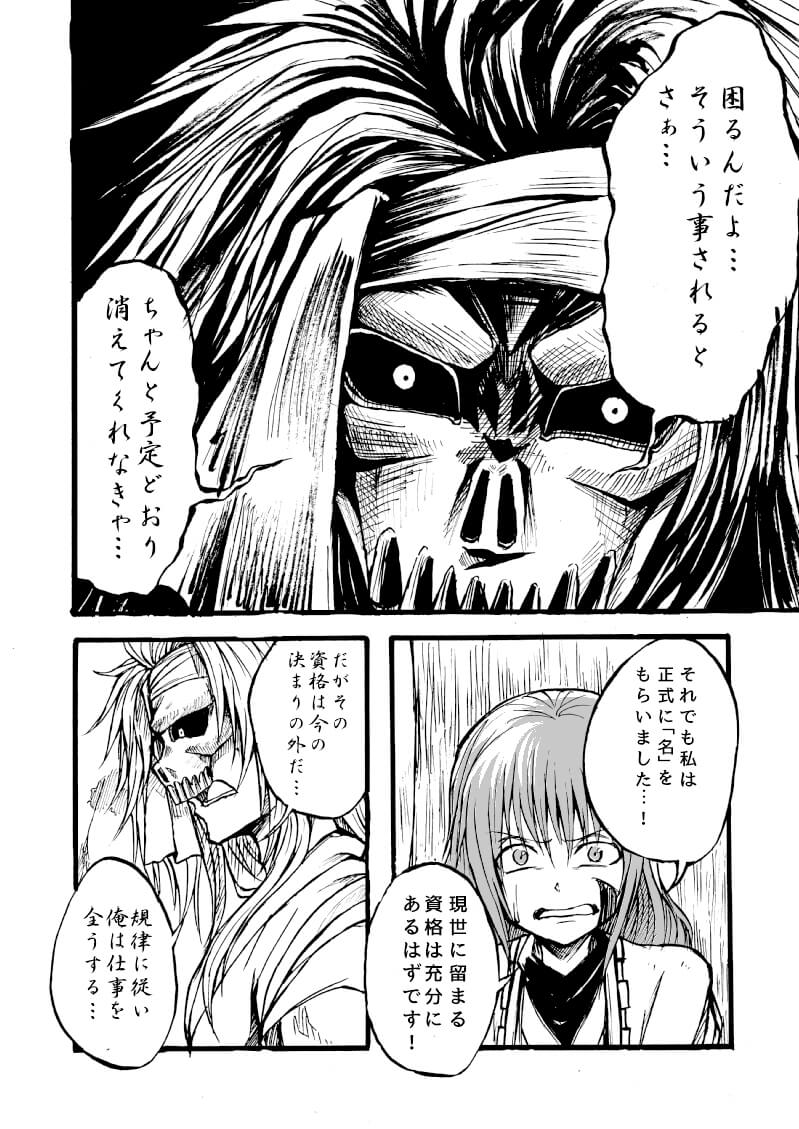 困るんだよ…
そういう事されると
さぁ…
ちゃんと予定どおり
消えてくれなきゃ…
それでも私は
正式に「名」を
もらいました…！
現世に留まる
資格は充分に
あるはずです！
だがその
資格は今の
決まりの外だ…
規律に従い
俺は仕事を
全うする…